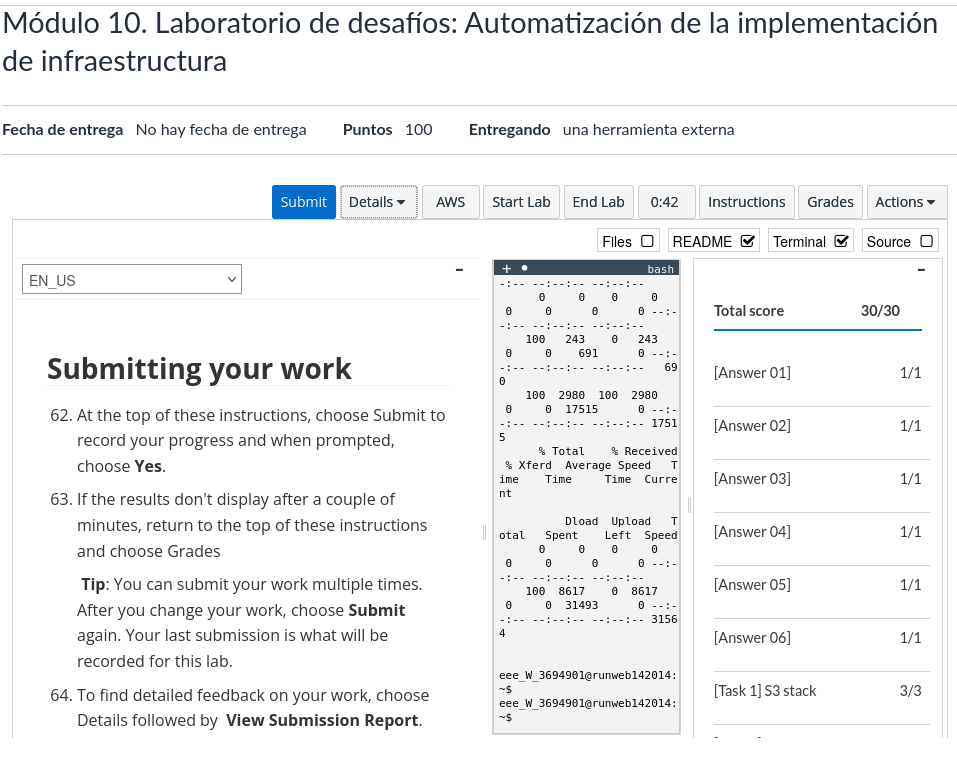 Módulo 10. Laboratorio de desafíos: Automatización de la implementación
de infraestructura
Fecha de entrega No hay fecha de entrega Puntos 100 Entregando una herramienta externa
Submit Details AWS Start Lab End Lab 0:42 Instructions Grades Actions
Files README Terminal Source
EN_US
Submitting your work
62. At the top of these instructions, choose Submit to
record your progress and when prompted,
choose Yes.
63. If the results don't display after a couple of
minutes, return to the top of these instructions
and choose Grades
Tip: You can submit your work multiple times.
After you change your work, choose Submit
again. Your last submission is what will be
recorded for this lab.
64. To find detailed feedback on your work, choose
Details followed by View Submission Report.
+ bash
-:-- --:--:-- --:--:--
0 0 0 0
0 0 0 0 --:-
-:-- --:--:-- --:--:--
100 243 0 243
0 0 691 0 --:-
-:-- --:--:-- --:--:-- 69
0
100 2980 100 2980
0 0 17515 0 --:-
-:-- --:--:-- --:--:-- 1751
5
% Total % Received
% Xferd Average Speed T
ime Time Time Curre
nt
Dload Upload T
otal Spent Left Speed
0 0 0 0
0 0 0 0 --:-
-:-- --:--:-- --:--:--
100 8617 0 8617
0 0 31493 0 --:-
-:-- --:--:-- --:--:-- 3156
4
eee_W_3694901@runweb142014:
~$
eee_W_3694901@runweb142014:
~$
Total score 30/30
[Answer 01] 1/1
[Answer 02] 1/1
[Answer 03] 1/1
[Answer 04] 1/1
[Answer 05] 1/1
[Answer 06] 1/1
[Task 1] S3 stack 3/3